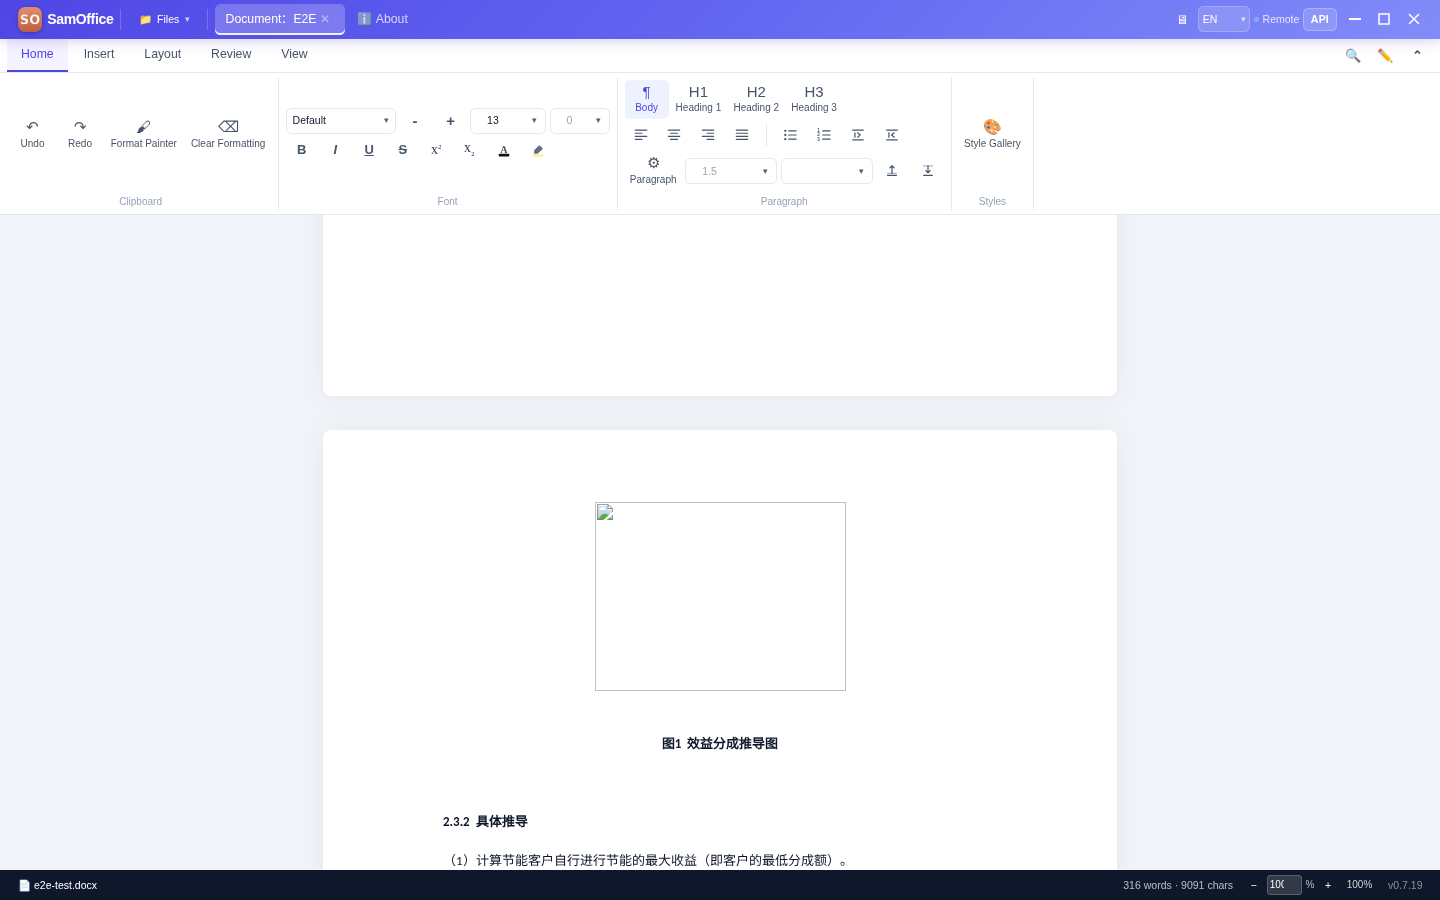 SO SamOffice
Files
Document：E2E
About
EN
Remote
API
Home
Insert
Layout
Review
View
Undo
Redo
Format Painter
Clear Formatting
Clipboard
Default
-
+
13
0
B
I
U
S
X²
X₂
A
Font
¶
Body
H1
Heading 1
H2
Heading 2
H3
Heading 3
Paragraph
1.5
Paragraph
Style Gallery
Styles
图1 效益分成推导图
2.3.2 具体推导
（1）计算节能客户自行进行节能的最大收益（即客户的最低分成额）。
e2e-test.docx
316 words · 9091 chars
−
100
%
+
100%
v0.7.19